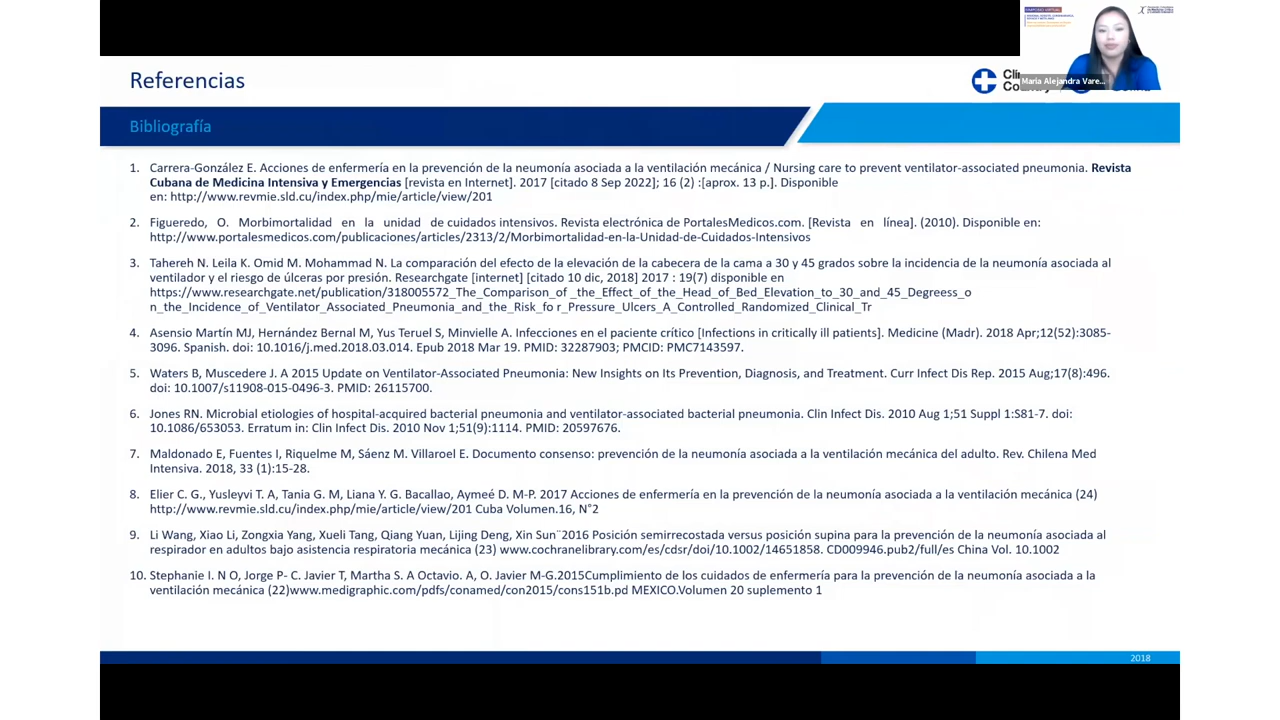 SIMPOSIO VIRTUAL
Referencias
Maria Alejandra Vare...
Bibliografía
1. Carrera-González E. Acciones de enfermería en la prevención de la neumonía asociada a la ventilación mecánica / Nursing care to prevent ventilator-associated pneumonia. Revista
Cubana de Medicina Intensiva y Emergencias [revista en Internet]. 2017 [citado 8 Sep 2022]; 16 (2) :[aprox. 13 p.]. Disponible
en: http://www.revmie.sld.cu/index.php/mie/article/view/201
2. Figueredo, O. Morbimortalidad en la unidad de cuidados intensivos. Revista electrónica de PortalesMedicos.com. [Revista en línea]. (2010). Disponible en:
http://www.portalesmedicos.com/publicaciones/articles/2313/2/Morbimortalidad-en-la-Unidad-de-Cuidados-Intensivos
3. Tahereh N. Leila K. Omid M. Mohammad N. La comparación del efecto de la elevación de la cabecera de la cama a 30 y 45 grados sobre la incidencia de la neumonía asociada al
ventilador y el riesgo de úlceras por presión. Researchgate [internet] [citado 10 dic, 2018] 2017 : 19(7) disponible en
https://www.researchgate.net/publication/318005572_The_Comparison_of _the_Effect_of_the_Head_of_Bed_Elevation_to_30_and_45_Degreess_o
n_the_Incidence_of_Ventilator_Associated_Pneumonia_and_the_Risk_fo r_Pressure_Ulcers_A_Controlled_Randomized_Clinical_Tr
4. Asensio Martín MJ, Hernández Bernal M, Yus Teruel S, Minvielle A. Infecciones en el paciente crítico [Infections in critically ill patients]. Medicine (Madr). 2018 Apr;12(52):3085-
3096. Spanish. doi: 10.1016/j.med.2018.03.014. Epub 2018 Mar 19. PMID: 32287903; PMCID: PMC7143597.
5. Waters B, Muscedere J. A 2015 Update on Ventilator-Associated Pneumonia: New Insights on Its Prevention, Diagnosis, and Treatment. Curr Infect Dis Rep. 2015 Aug;17(8):496.
doi: 10.1007/s11908-015-0496-3. PMID: 26115700.
6. Jones RN. Microbial etiologies of hospital-acquired bacterial pneumonia and ventilator-associated bacterial pneumonia. Clin Infect Dis. 2010 Aug 1;51 Suppl 1:S81-7. doi:
10.1086/653053. Erratum in: Clin Infect Dis. 2010 Nov 1;51(9):1114. PMID: 20597676.
7. Maldonado E, Fuentes I, Riquelme M, Sáenz M. Villaroel E. Documento consenso: prevención de la neumonía asociada a la ventilación mecánica del adulto. Rev. Chilena Med
Intensiva. 2018, 33 (1):15-28.
8. Elier C. G., Yusleyvi T. A, Tania G. M, Liana Y. G. Bacallao, Aymeé D. M-P. 2017 Acciones de enfermería en la prevención de la neumonía asociada a la ventilación mecánica (24)
http://www.revmie.sld.cu/index.php/mie/article/view/201 Cuba Volumen.16, N°2
9. Li Wang, Xiao Li, Zongxia Yang, Xueli Tang, Qiang Yuan, Lijing Deng, Xin Sun¨2016 Posición semirrecostada versus posición supina para la prevención de la neumonía asociada al
respirador en adultos bajo asistencia respiratoria mecánica (23) www.cochranelibrary.com/es/cdsr/doi/10.1002/14651858. CD009946.pub2/full/es China Vol. 10.1002
10. Stephanie I. N O, Jorge P- C. Javier T, Martha S. A Octavio. A, O. Javier M-G.2015Cumplimiento de los cuidados de enfermería para la prevención de la neumonía asociada a la
ventilación mecánica (22)www.medigraphic.com/pdfs/conamed/con2015/cons151b.pd MEXICO.Volumen 20 suplemento 1
2018